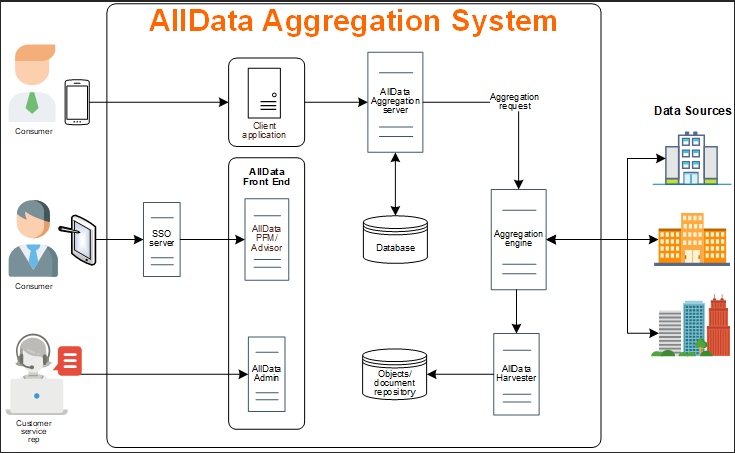 AllData Aggregation System
Consumer
Client
application
AllData
Aggregation
server
Aggregation
request
Data Sources
AllData
Front End
Consumer
SSO
server
AllData
PFM/
Advisor
Database
Aggregation
engine
Customer
service
rep
AllData
Admin
Objects/
document
repository
AllData
Harvester